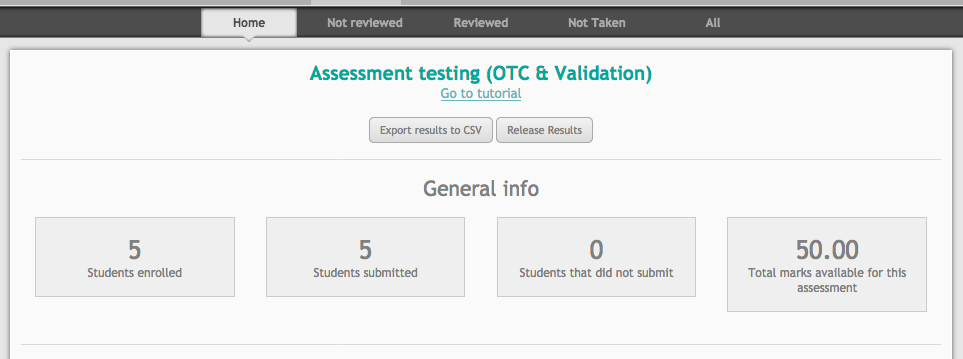 Home Not reviewed Reviewed Not Taken All
Assessment testing (OTC & Validation)
Go to tutorial
Export results to CSV Release Results
General info
5 5 0 50.00
Students enrolled Students submitted Students that did not submit Total marks available for this
assessment